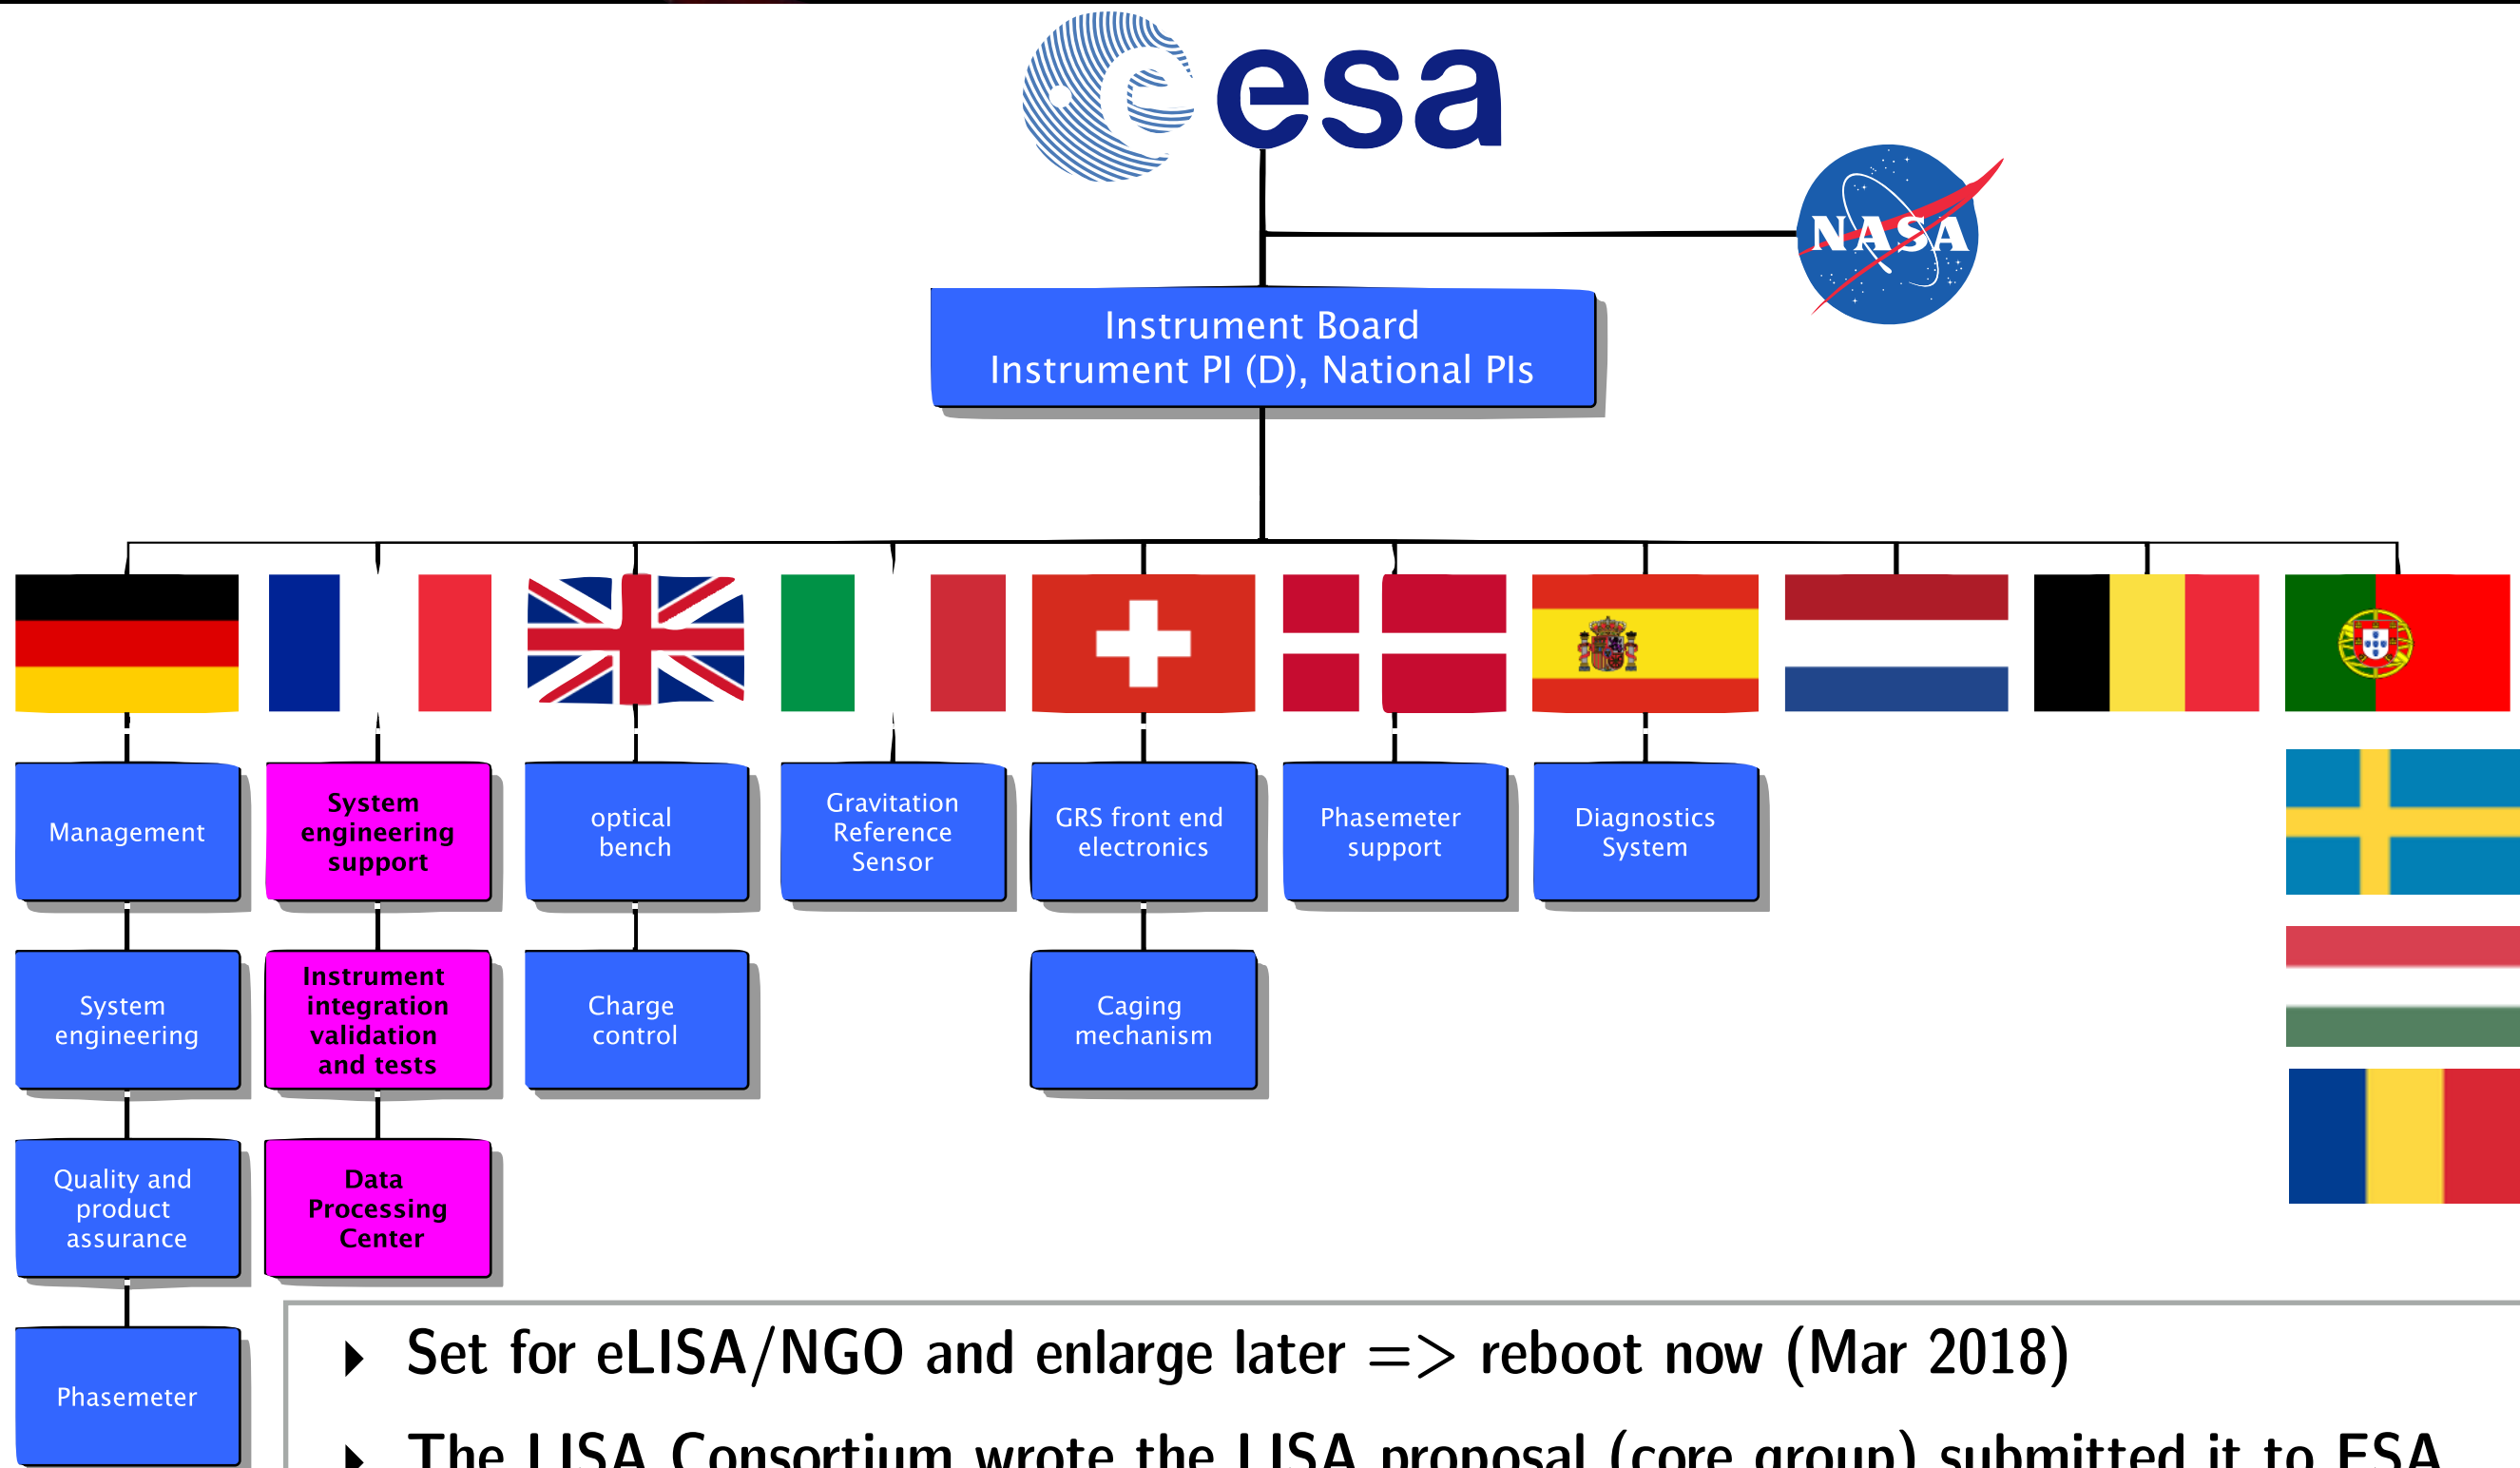 esa
NASA
Instrument Board
Instrument PI (D), National PIs
Management
System
engineering
support
optical
bench
Gravitation
Reference
Sensor
GRS front end
electronics
Phasemeter
support
Diagnostics
System
System
engineering
Instrument
integration
validation
and tests
Charge
control
Caging
mechanism
Quality and
product
assurance
Data
Processing
Center
Phasemeter
Set for eLISA/NGO and enlarge later => reboot now (Mar 2018)
The LISA Consortium wrote the LISA proposal (core group) submitted it to ESA